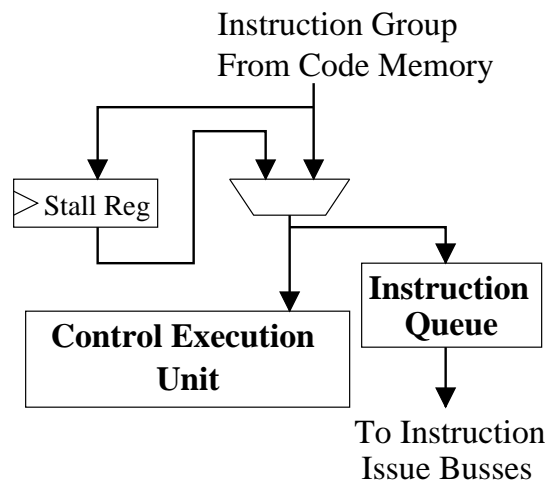 Instruction Group
From Code Memory
Stall Reg
Control Execution
Unit
Instruction
Queue
To Instruction
Issue Busses